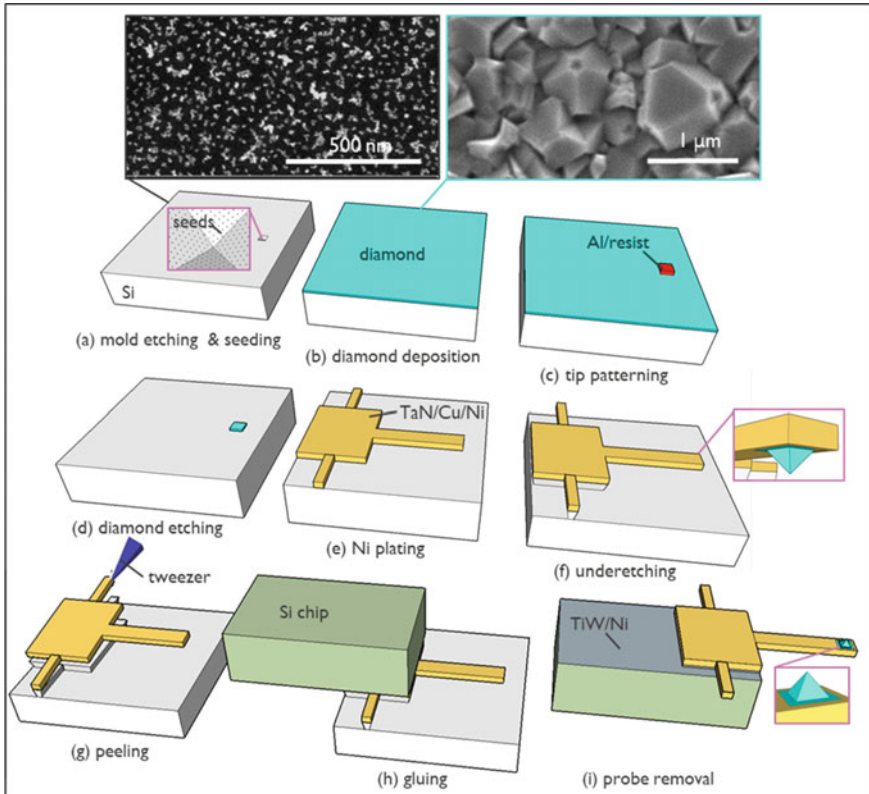 500 nm
1 µm
seeds
Si
(a) mold etching & seeding
diamond
(b) diamond deposition
Al/resist
(c) tip patterning
(d) diamond etching
TaN/Cu/Ni
(e) Ni plating
(f) underetching
tweezer
(g) peeling
Si chip
(h) gluing
TiW/Ni
(i) probe removal